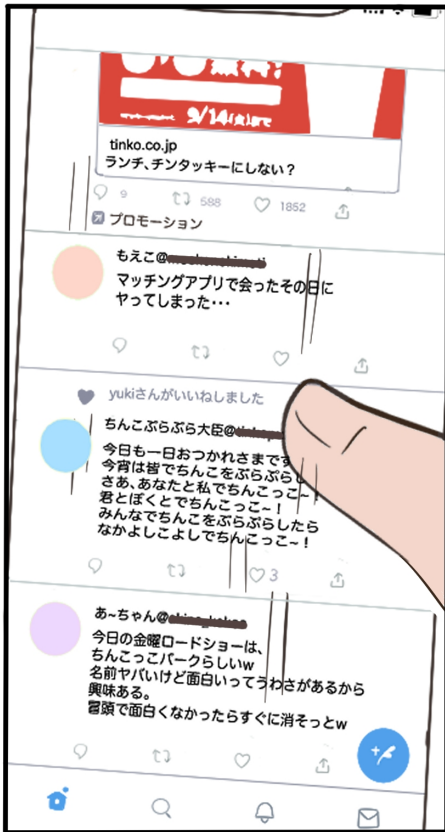 無料!
9/14(火)まで
tinko.co.jp
ランチ、チンタッキーにしない?
9 588 1852
プロモーション
もえこ@
マッチングアプリで会ったその日に
ヤってしまった・・・
yukiさんがいいねしました
ちんこぶらぶら大臣@
今日も一日おつかれさまです
今宵は皆でちんこをぶらぶらし
さあ、あなたと私でちんこっこ~!
君とぼくとでちんこっこ~!
みんなでちんこをぶらぶらしたら
なかよしこよしでちんこっこ~!
3
あ~ちゃん@
今日の金曜ロードショーは、
ちんこっこパークらしいw
名前ヤバいけど面白いってうわさがあるから
興味ある。
冒頭で面白くなかったらすぐに消そっとw